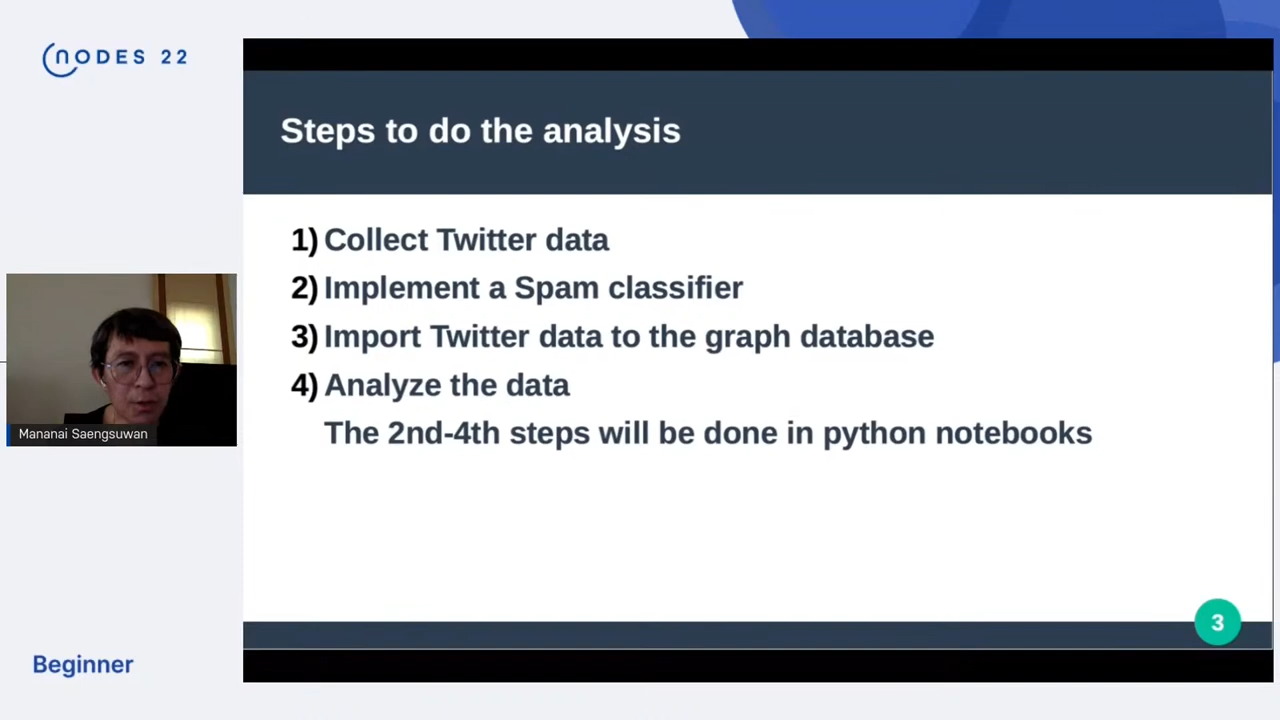 NODES 22
Steps to do the analysis
1) Collect Twitter data
2) Implement a Spam classifier
3) Import Twitter data to the graph database
4) Analyze the data
The 2nd-4th steps will be done in python notebooks
Mananai Saengsuwan
3
Beginner